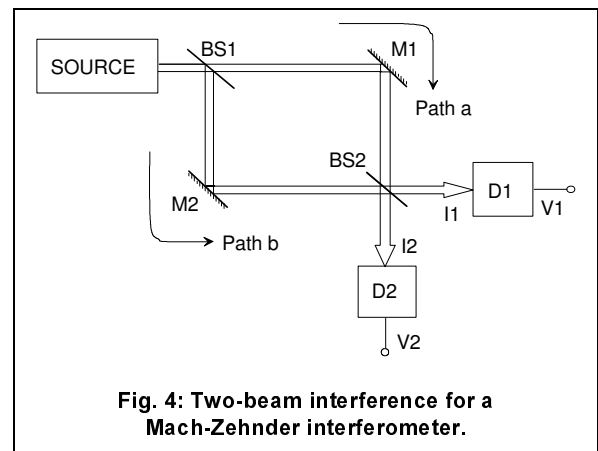 SOURCE
BS1
M1
Path a
BS2
M2
D1
I1
V1
Path b
I2
D2
V2
Fig. 4: Two-beam interference for a
Mach-Zehnder interferometer.